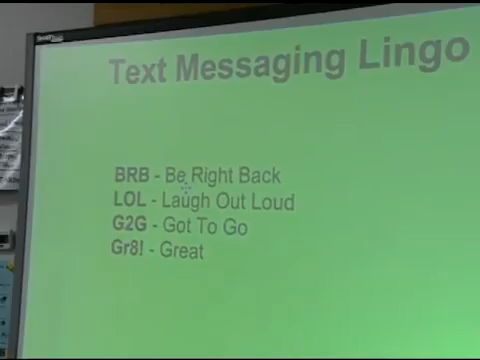 Text Messaging Lingo
BRB - Be Right Back
LOL - Laugh Out Loud
G2G - Got To Go
Gr8! - Great